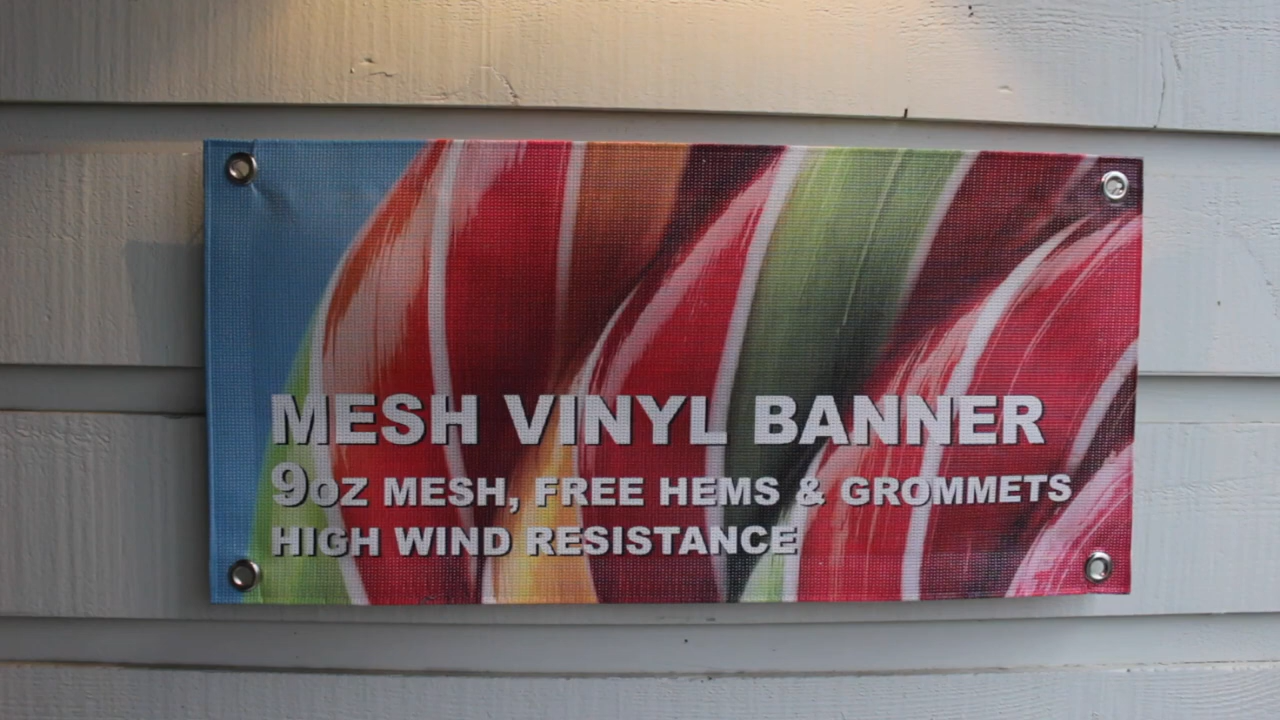 MESH VINYL BANNER
9OZ MESH, FREE HEMS & GROMMETS
HIGH WIND RESISTANCE